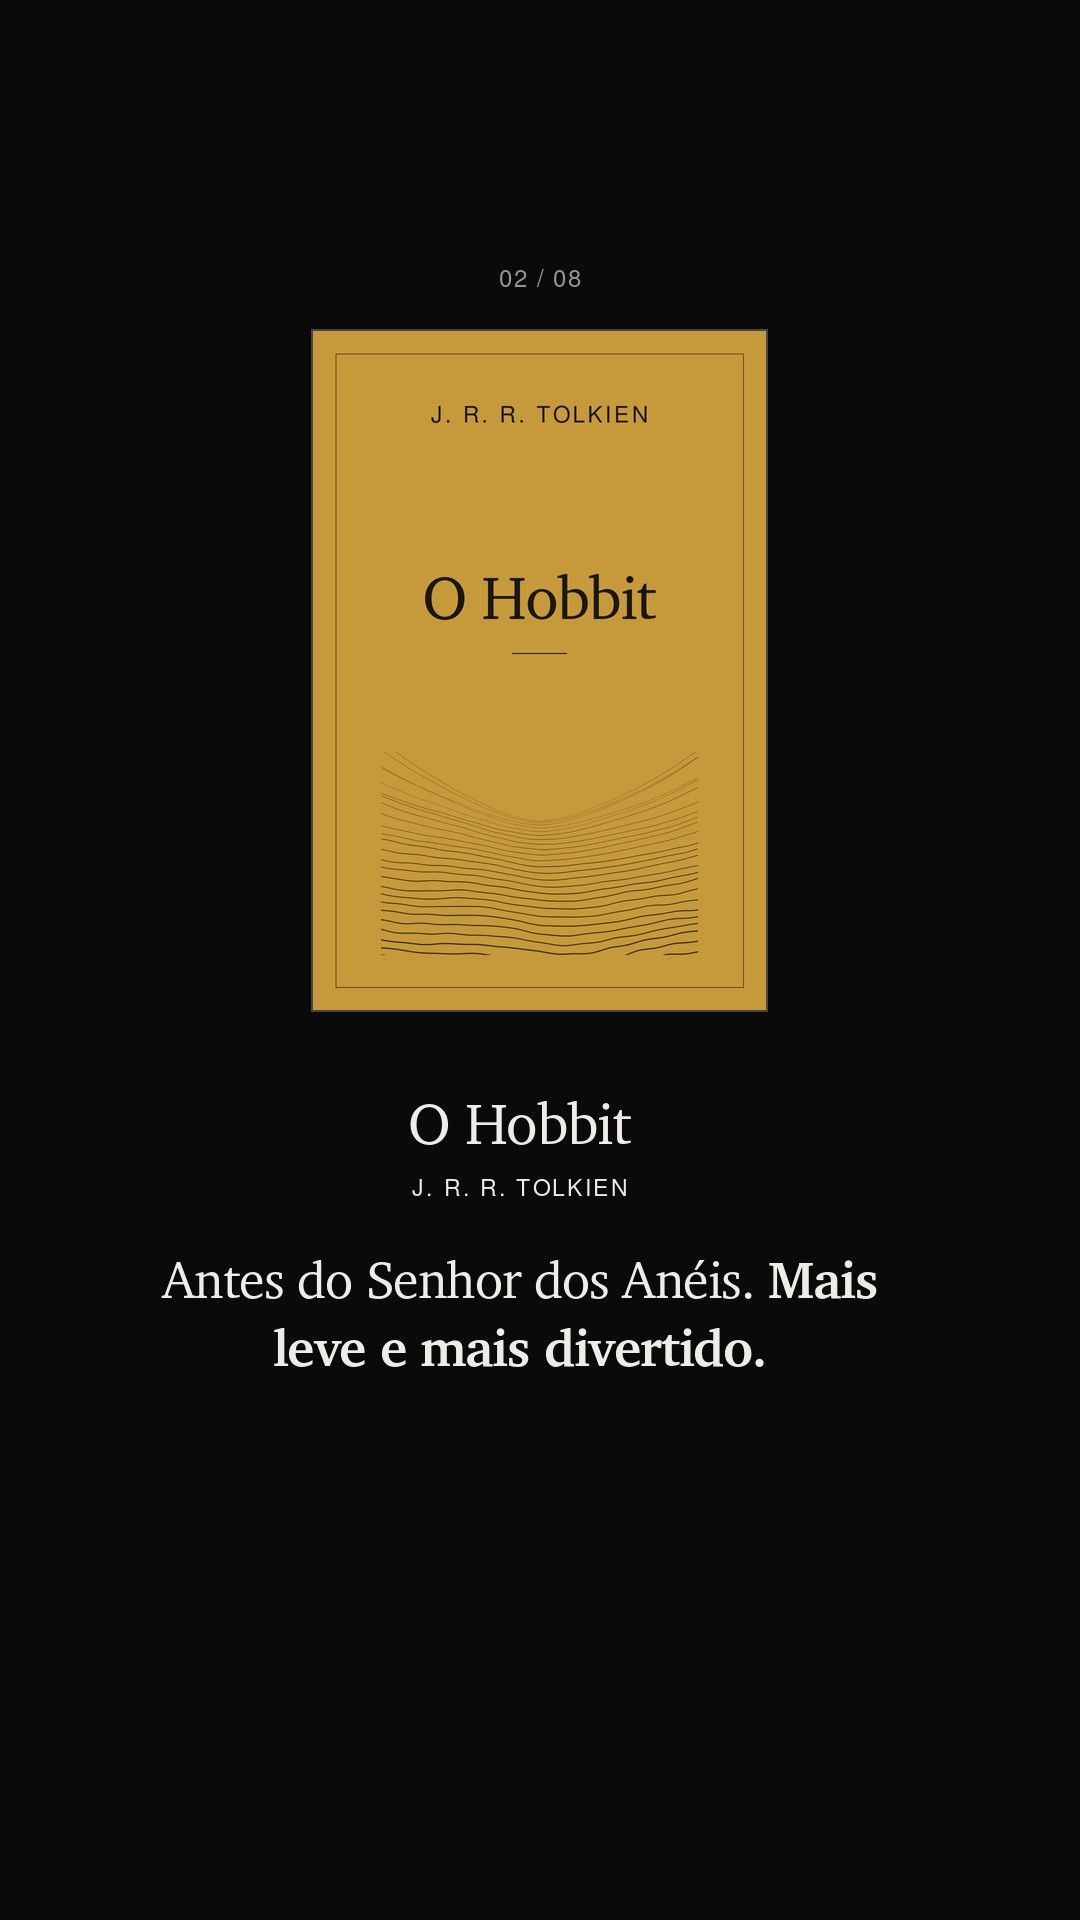 02 / 08
J. R. R. TOLKIEN
O Hobbit
O Hobbit
J. R. R. TOLKIEN
Antes do Senhor dos Anéis. Mais
leve e mais divertido.